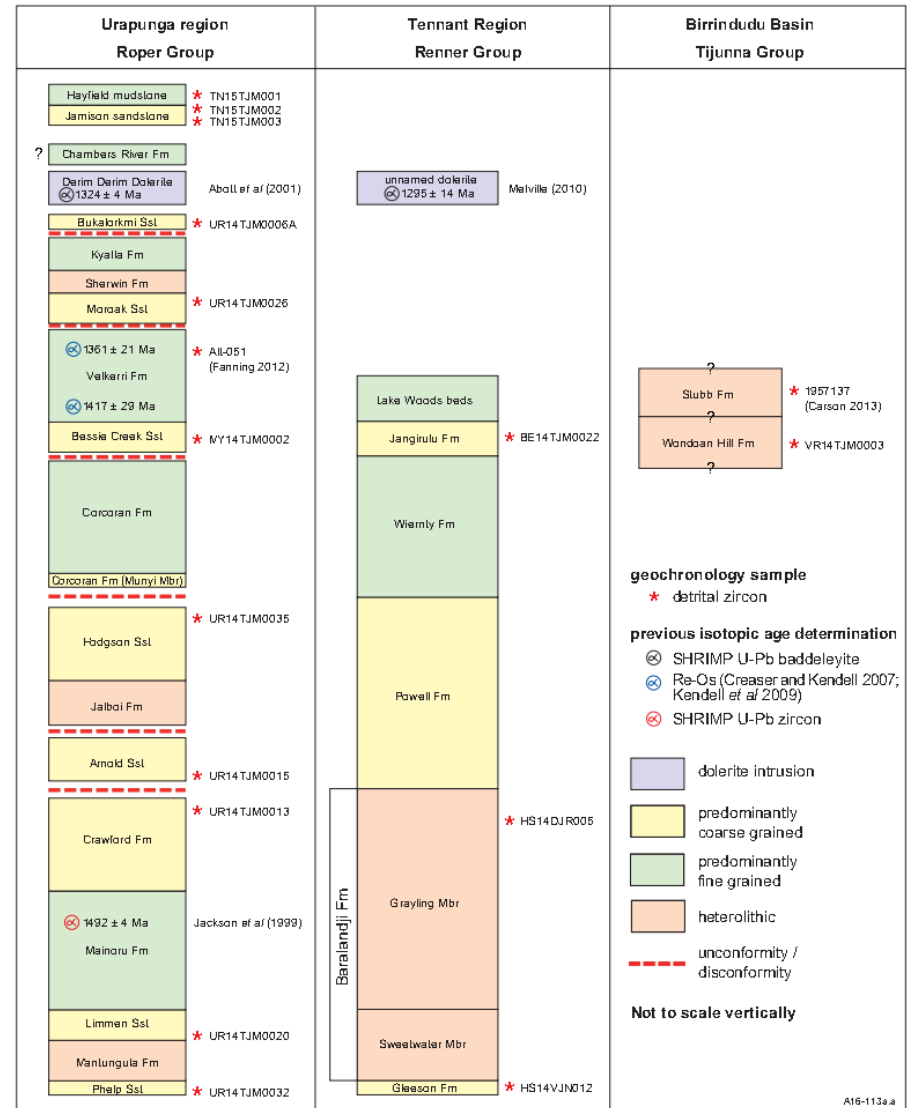 Urapunga region
Roper Group
Tennant Region
Renner Group
Birrindudu Basin
Tijunna Group
Hayfield mudslane
* TN15TJM001
Jamison sandslane
* TN15TJM002
* TN15TJM003
? Chambers River Fm
Derim Derim Dolerile
1324 ± 4 Ma
Aboll et al (2001)
Bukalorkmi Ssl
* UR14TJM0006A
Kyalla Fm
Sherwin Fm
Moroak Ssl
* UR14TJM0026
1361 ± 21 Ma
* All-051
(Fanning 2012)
Velkerri Fm
1417 ± 29 Ma
Bessie Creek Ssl
* MY14TJM0002
Corcoran Fm
Corcoran Fm (Munyi Mbr)
* UR14TJM0035
Hodgson Ssl
Jalboi Fm
Arnold Ssl
* UR14TJM0015
* UR14TJM0013
Crawford Fm
1492 ± 4 Ma
Jackson et al (1999)
Mainoru Fm
Limmen Ssl
* UR14TJM0020
Manlungula Fm
Phelp Ssl
* UR14TJM0032
unnamed dolerite
1295 ± 14 Ma
Melville (2010)
Lake Woods beds
Jangirulu Fm
* BE14TJM0022
Wiernly Fm
Powell Fm
Baralandji Fm
* HS14DJR005
Grayling Mbr
Sweelwaler Mbr
Gleeson Fm
* HS14VJN012
?
Slubb Fm
* 1957137
(Carson 2013)
?
Wondoan Hill Fm
* VR14TJM0003
?
geochronology sample
* detrital zircon
previous isotopic age determination
SHRIMP U-Pb baddeleyite
Re-Os (Creaser and Kendell 2007;
Kendell et al 2009)
SHRIMP U-Pb zircon
dolerite intrusion
predominantly
coarse grained
predominantly
fine grained
heterolithic
unconformity /
disconformity
Not to scale vertically
A16-113a.a